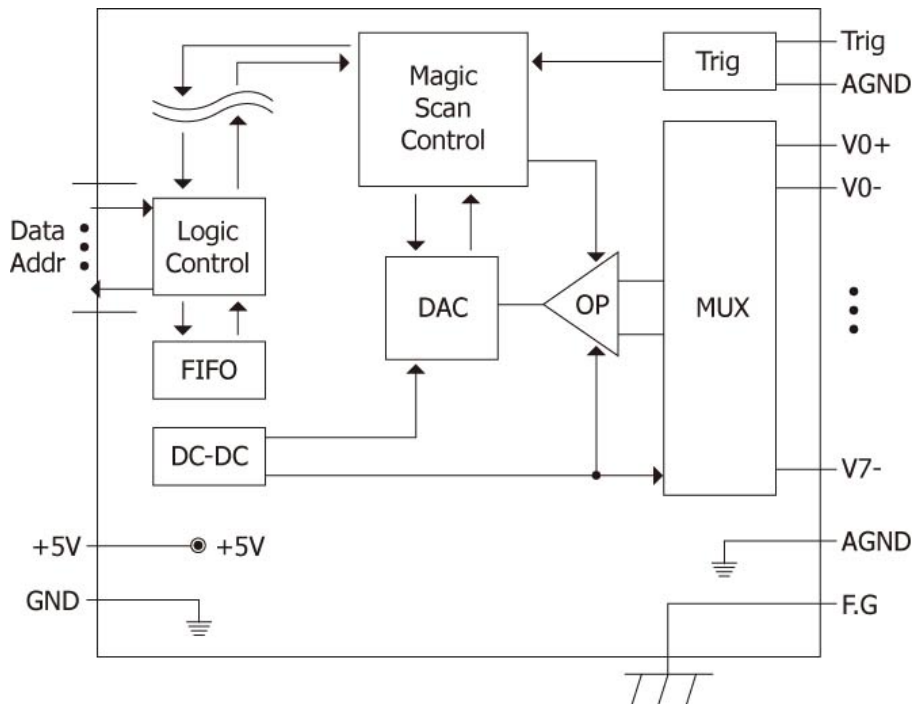 Magic
Scan
Control
Trig
Trig
AGND
V0+
V0-
Data
Addr
Logic
Control
DAC
OP
MUX
FIFO
DC-DC
V7-
+5V
+5V
AGND
GND
F.G